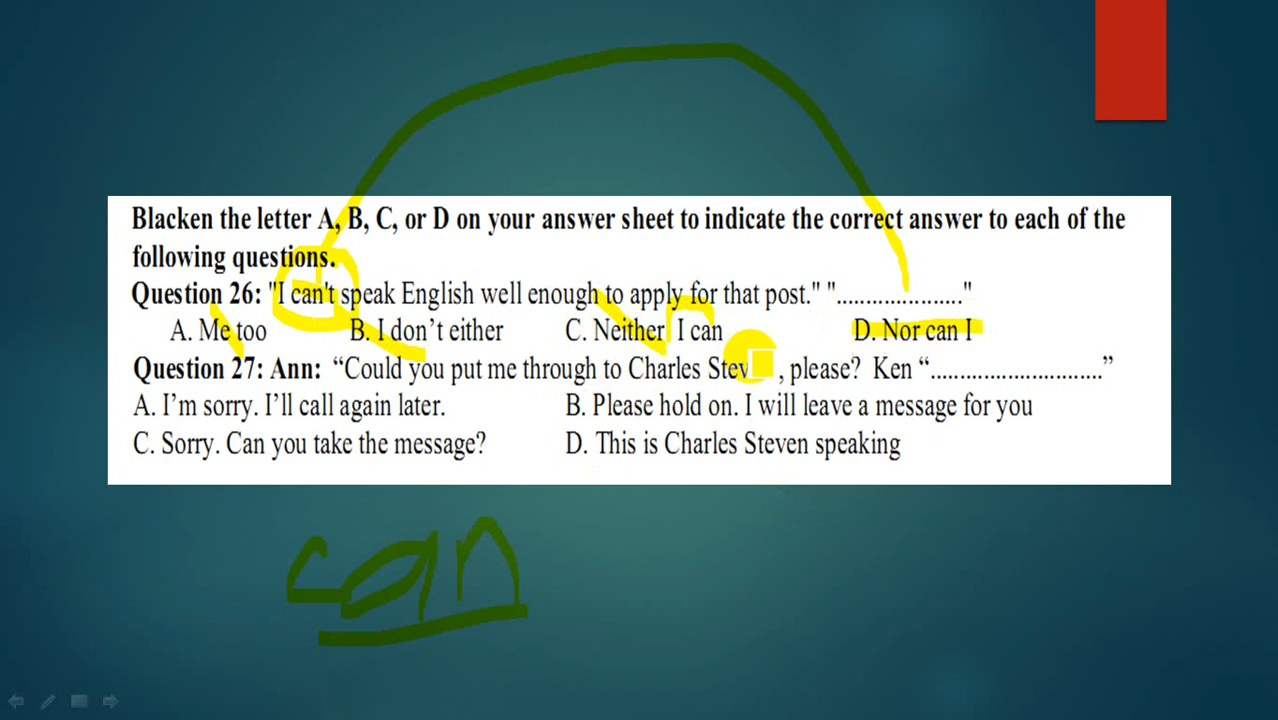 Blacken the letter A, B, C, or D on your answer sheet to indicate the correct answer to each of the
following questions.
Question 26: "I can't speak English well enough to apply for that post." "....................."
A. Me too B. I don't either C. Neither I can D. Nor can I
Question 27: Ann: “Could you put me through to Charles , please? Ken “............................”
A. I’m sorry. I’ll call again later. B. Please hold on. I will leave a message for you
C. Sorry. Can you take the message? D. This is Charles Steven speaking
can